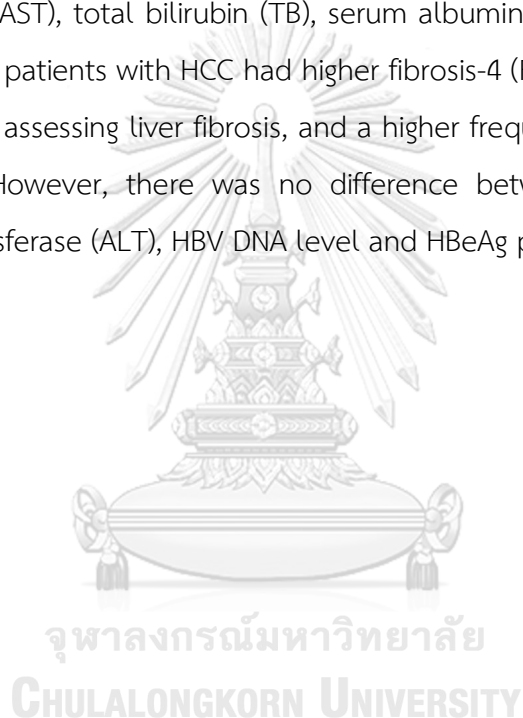 AST), total bilirubin (TB), serum albumin
patients with HCC had higher fibrosis-4 (
assessing liver fibrosis, and a higher frequ
However, there was no difference betw
sferase (ALT), HBV DNA level and HBeAg p
จุฬาลงกรณ์มหาวิทยาลัย
CHULALONGKORN UNIVERSITY